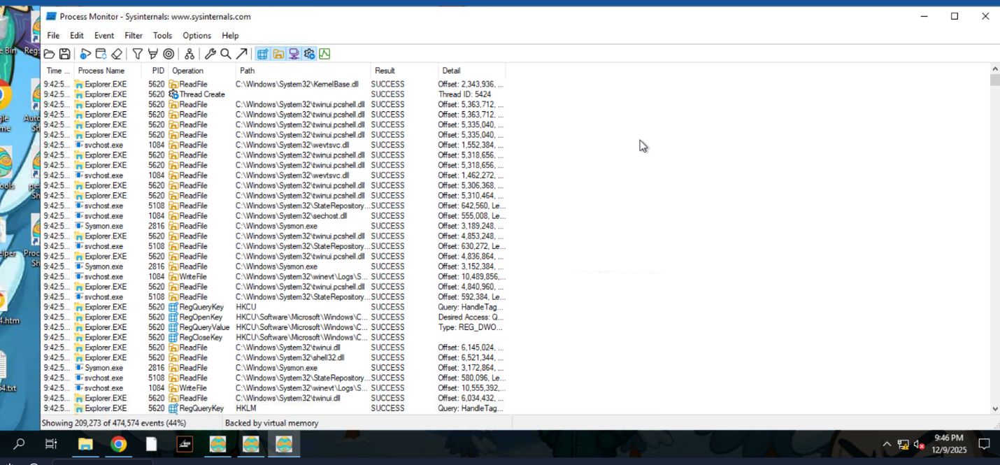 Process Monitor - Sysinternals: www.sysinternals.com
File Edit Event Filter Tools Options Help
Time ... Process Name PID Operation Path Result Detail
9:42:5... Explorer.EXE 5620 ReadFile C:\Windows\System32\KernelBase.dll SUCCESS Offset: 2,343,936, ...
9:42:5... Explorer.EXE 5620 Thread Create SUCCESS Thread ID: 5424
9:42:5... Explorer.EXE 5620 ReadFile C:\Windows\System32\twinui.pcshell.dll SUCCESS Offset: 5,363,712, ...
9:42:5... Explorer.EXE 5620 ReadFile C:\Windows\System32\twinui.pcshell.dll SUCCESS Offset: 5,363,712, ...
9:42:5... Explorer.EXE 5620 ReadFile C:\Windows\System32\twinui.pcshell.dll SUCCESS Offset: 5,335,040, ...
9:42:5... Explorer.EXE 5620 ReadFile C:\Windows\System32\twinui.pcshell.dll SUCCESS Offset: 5,335,040, ...
9:42:5... svchost.exe 1084 ReadFile C:\Windows\System32\wevtsvc.dll SUCCESS Offset: 1,552,384, ...
9:42:5... Explorer.EXE 5620 ReadFile C:\Windows\System32\twinui.pcshell.dll SUCCESS Offset: 5,318,656, ...
9:42:5... Explorer.EXE 5620 ReadFile C:\Windows\System32\twinui.pcshell.dll SUCCESS Offset: 5,318,656, ...
9:42:5... svchost.exe 1084 ReadFile C:\Windows\System32\wevtsvc.dll SUCCESS Offset: 1,462,272, ...
9:42:5... Explorer.EXE 5620 ReadFile C:\Windows\System32\twinui.pcshell.dll SUCCESS Offset: 5,306,368, ...
9:42:5... Explorer.EXE 5620 ReadFile C:\Windows\System32\twinui.pcshell.dll SUCCESS Offset: 5,310,464, ...
9:42:5... svchost.exe 5108 ReadFile C:\Windows\System32\StateRepository... SUCCESS Offset: 642,560, Le...
9:42:5... svchost.exe 1084 ReadFile C:\Windows\System32\sechost.dll SUCCESS Offset: 555,008, Le...
9:42:5... Sysmon.exe 2816 ReadFile C:\Windows\Sysmon.exe SUCCESS Offset: 3,189,248, ...
9:42:5... Explorer.EXE 5620 ReadFile C:\Windows\System32\twinui.pcshell.dll SUCCESS Offset: 4,853,248, ...
9:42:5... svchost.exe 5108 ReadFile C:\Windows\System32\StateRepository... SUCCESS Offset: 630,272, Le...
9:42:5... Explorer.EXE 5620 ReadFile C:\Windows\System32\twinui.pcshell.dll SUCCESS Offset: 4,836,864, ...
9:42:5... Sysmon.exe 2816 ReadFile C:\Windows\Sysmon.exe SUCCESS Offset: 3,152,384, ...
9:42:5... svchost.exe 1084 WriteFile C:\Windows\System32\winevt\Logs\S... SUCCESS Offset: 10,489,856,...
9:42:5... Explorer.EXE 5620 ReadFile C:\Windows\System32\twinui.pcshell.dll SUCCESS Offset: 4,840,960, ...
9:42:5... svchost.exe 5108 ReadFile C:\Windows\System32\StateRepository... SUCCESS Offset: 592,384, Le...
9:42:5... Explorer.EXE 5620 RegQueryKey HKCU SUCCESS Query: HandleTag...
9:42:5... Explorer.EXE 5620 RegOpenKey HKCU\Software\Microsoft\Windows\C... SUCCESS Desired Access: Q...
9:42:5... Explorer.EXE 5620 RegQueryValue HKCU\Software\Microsoft\Windows\C... SUCCESS Type: REG_DWO...
9:42:5... Explorer.EXE 5620 RegCloseKey HKCU\Software\Microsoft\Windows\C... SUCCESS
9:42:5... Explorer.EXE 5620 ReadFile C:\Windows\System32\twinui.dll SUCCESS Offset: 6,145,024, ...
9:42:5... Explorer.EXE 5620 ReadFile C:\Windows\System32\shell32.dll SUCCESS Offset: 6,521,344, ...
9:42:5... Sysmon.exe 2816 ReadFile C:\Windows\Sysmon.exe SUCCESS Offset: 3,172,864, ...
9:42:5... svchost.exe 5108 ReadFile C:\Windows\System32\StateRepository... SUCCESS Offset: 580,096, Le...
9:42:5... svchost.exe 1084 WriteFile C:\Windows\System32\winevt\Logs\S... SUCCESS Offset: 10,555,392,...
9:42:5... Explorer.EXE 5620 ReadFile C:\Windows\System32\twinui.dll SUCCESS Offset: 6,034,432, ...
9:42:5... Explorer.EXE 5620 RegQueryKey HKLM SUCCESS Query: HandleTag...
Showing 209,273 of 474,574 events (44%) Backed by virtual memory
e Bin Reg
gle Auto
me Sh
ools pe
Sh
elper Proc
Sh
4.htm
64.txt
9:46 PM
12/9/2025